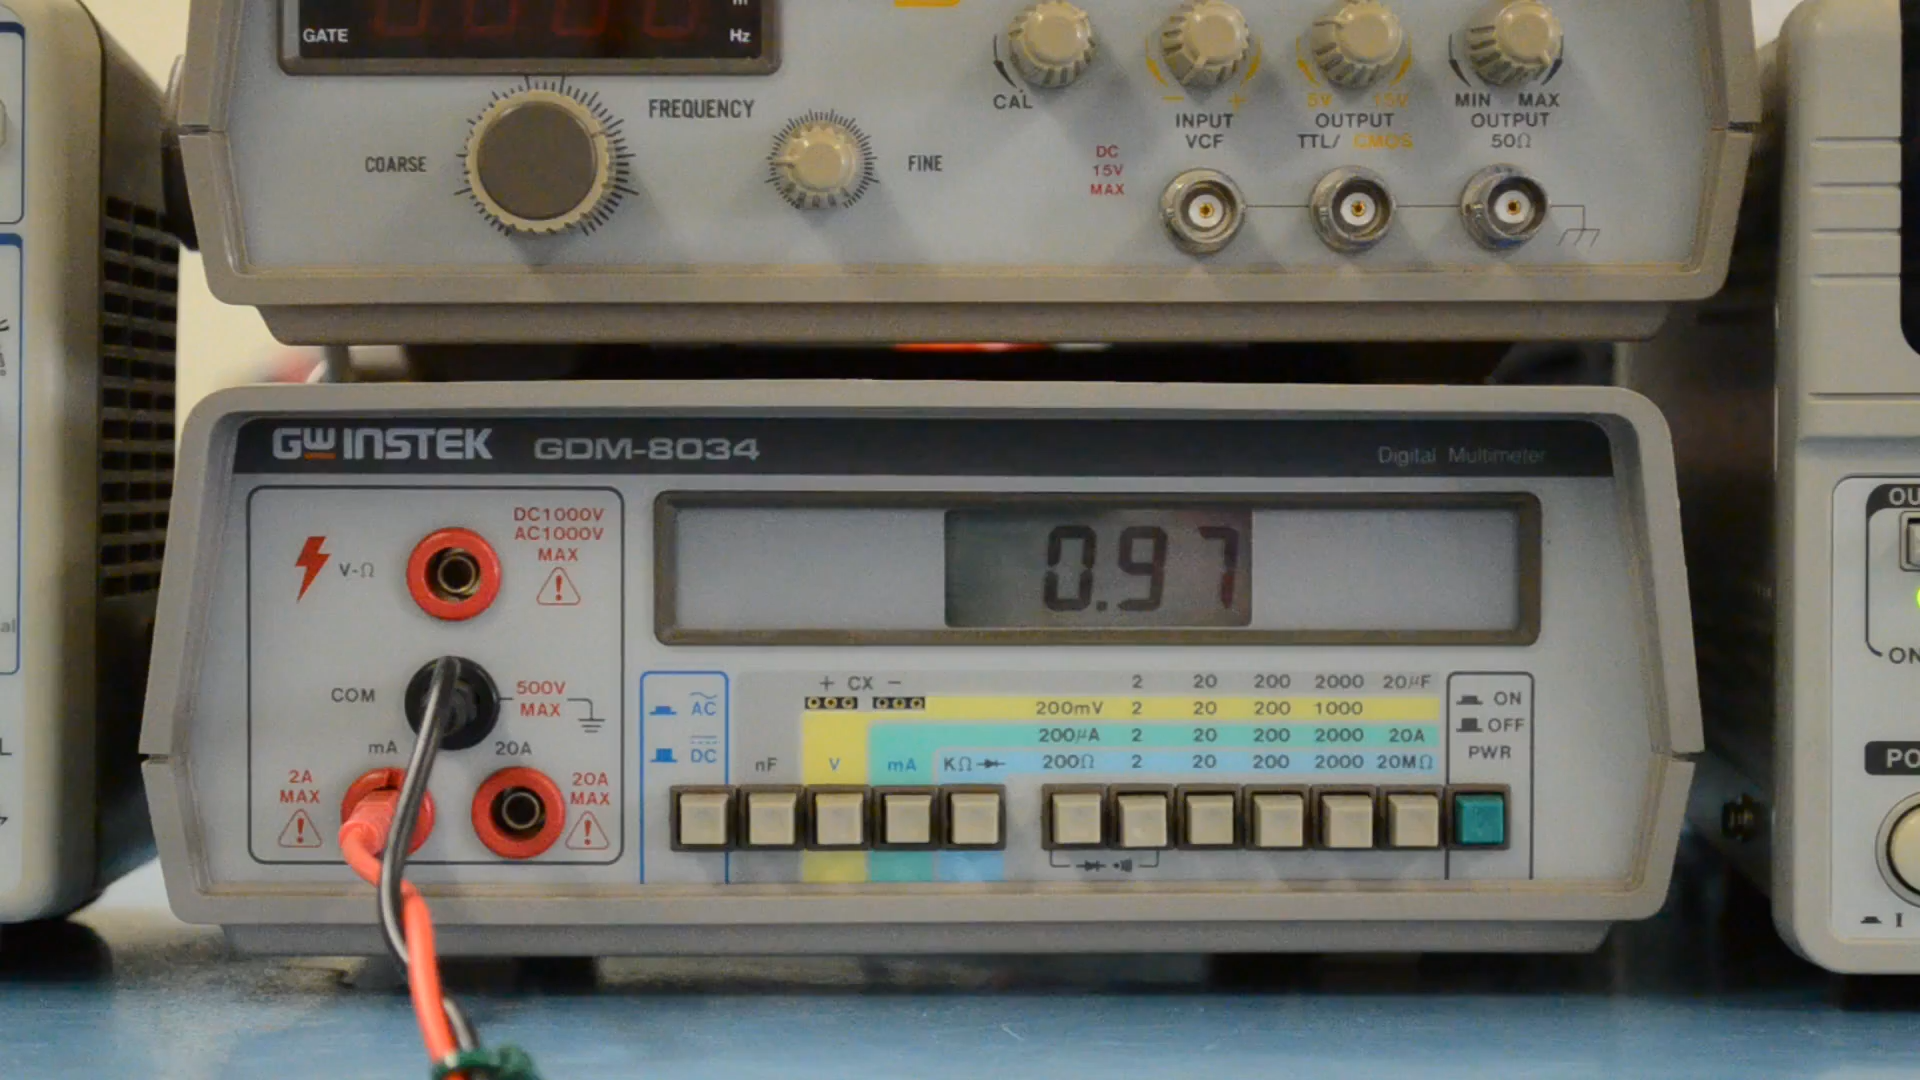 GATE
Hz
FREQUENCY
COARSE
FINE
CAL
- +
5V 15V
MIN MAX
INPUT
VCF
OUTPUT
TTL/ CMOS
OUTPUT
50Ω
DC
15V
MAX
GW INSTEK GDM-8034
Digital Multimeter
DC1000V
AC1000V
MAX
V-Ω
0.97
COM
500V
MAX
mA
20A
2A
MAX
20A
MAX
AC
DC
+ CX -
2 20 200 2000 20µF
200mV 2 20 200 1000
200µA 2 20 200 2000 20A
nF V mA KΩ 200Ω 2 20 200 2000 20MΩ
ON
OFF
PWR
OU
ON
PO
I
al
L